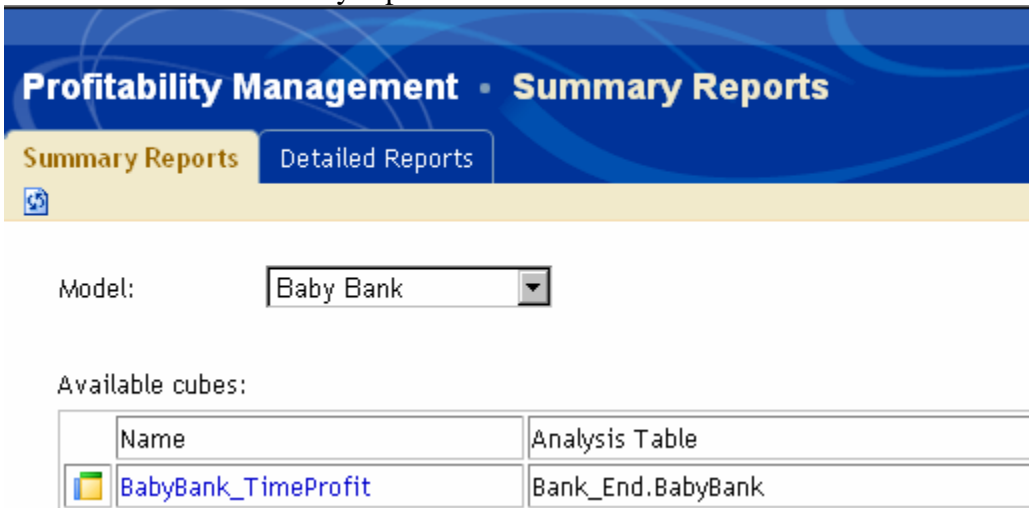 Profitability Management • Summary Reports
Summary Reports Detailed Reports
Model: Baby Bank
Available cubes:
Name Analysis Table
BabyBank_TimeProfit Bank_End.BabyBank